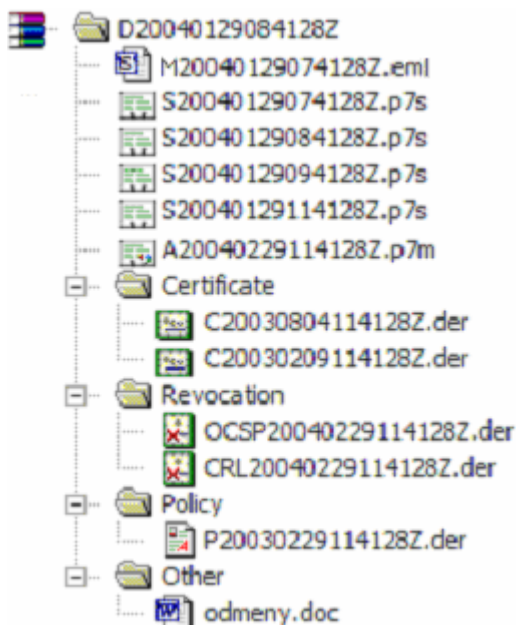 D20040129084128Z
M20040129074128Z.eml
S20040129074128Z.p7s
S20040129084128Z.p7s
S20040129094128Z.p7s
S20040129114128Z.p7s
A20040229114128Z.p7m
Certificate
C20030804114128Z.der
C20030209114128Z.der
Revocation
OCSP20040229114128Z.der
CRL20040229114128Z.der
Policy
P20030229114128Z.der
Other
odmeny.doc